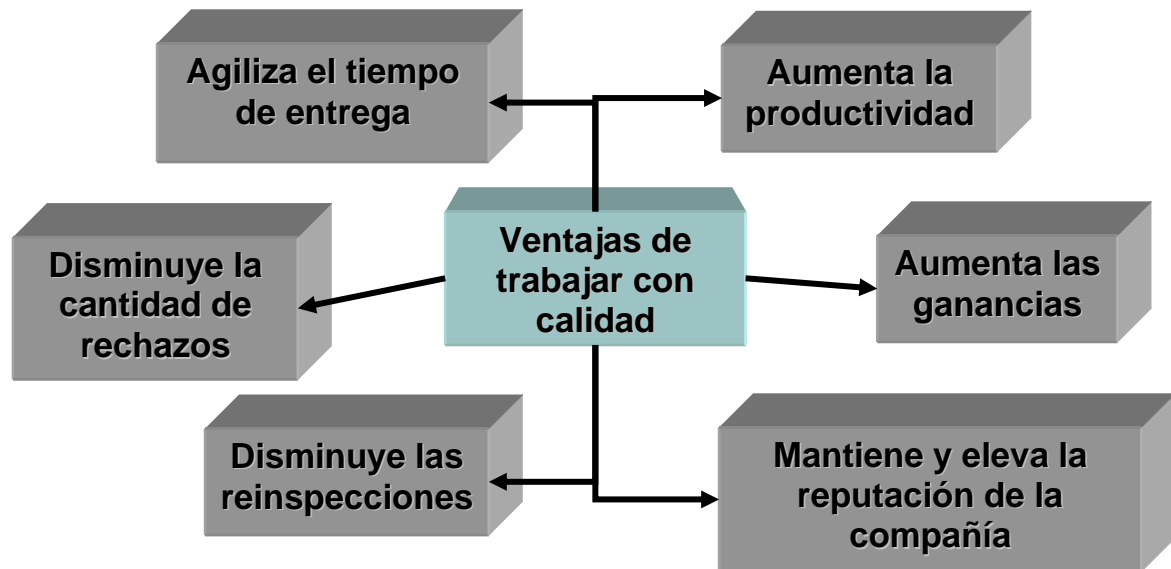 Agiliza el tiempo
de entrega
Aumenta la
productividad
Ventajas de
trabajar con
calidad
Disminuye la
cantidad de
rechazos
Aumenta las
ganancias
Disminuye las
reinspecciones
Mantiene y eleva la
reputación de la
compañía